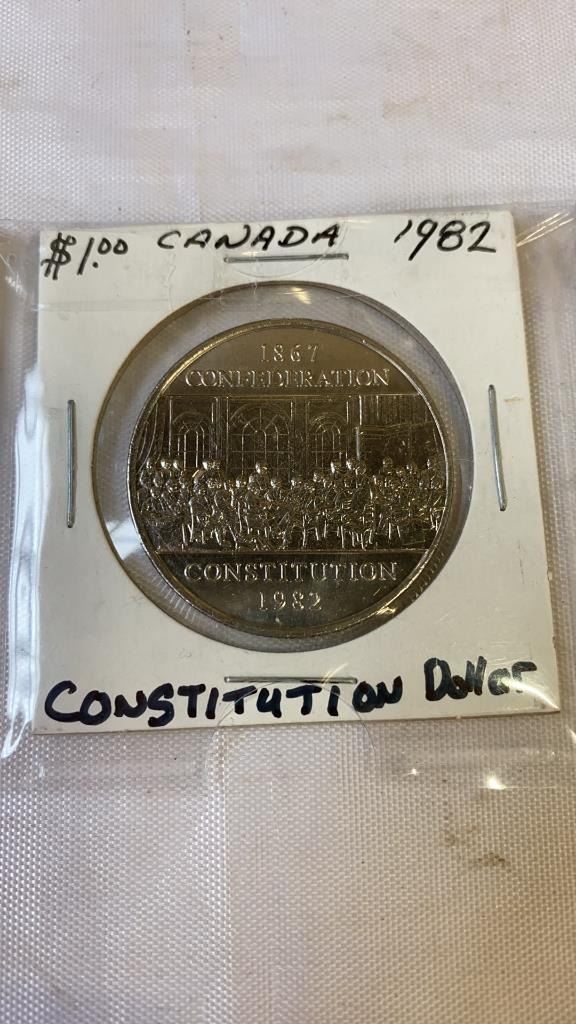 $1.00 CANADA 1982
1867
CONFEDERATION
CONSTITUTION
1982
CONSTITUTION Dollar